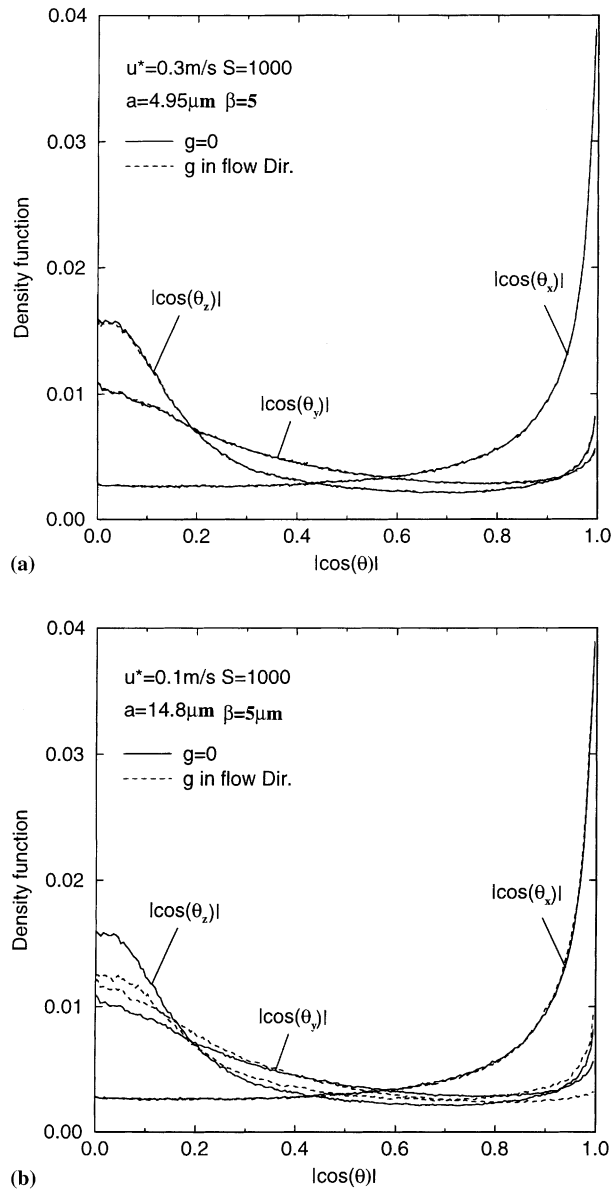 0.04
u*=0.3m/s S=1000
a=4.95μm β=5
g=0
g in flow Dir.
0.03
Density function
0.02
|cos(θz)|
|cos(θx)|
0.01
|cos(θy)|
0.00
0.0 0.2 0.4 0.6 0.8 1.0
(a)
|cos(θ)|
0.04
u*=0.1m/s S=1000
a=14.8μm β=5μm
g=0
g in flow Dir.
0.03
Density function
0.02
|cos(θz)|
|cos(θx)|
0.01
|cos(θy)|
0.00
0.0 0.2 0.4 0.6 0.8 1.0
(b)
|cos(θ)|